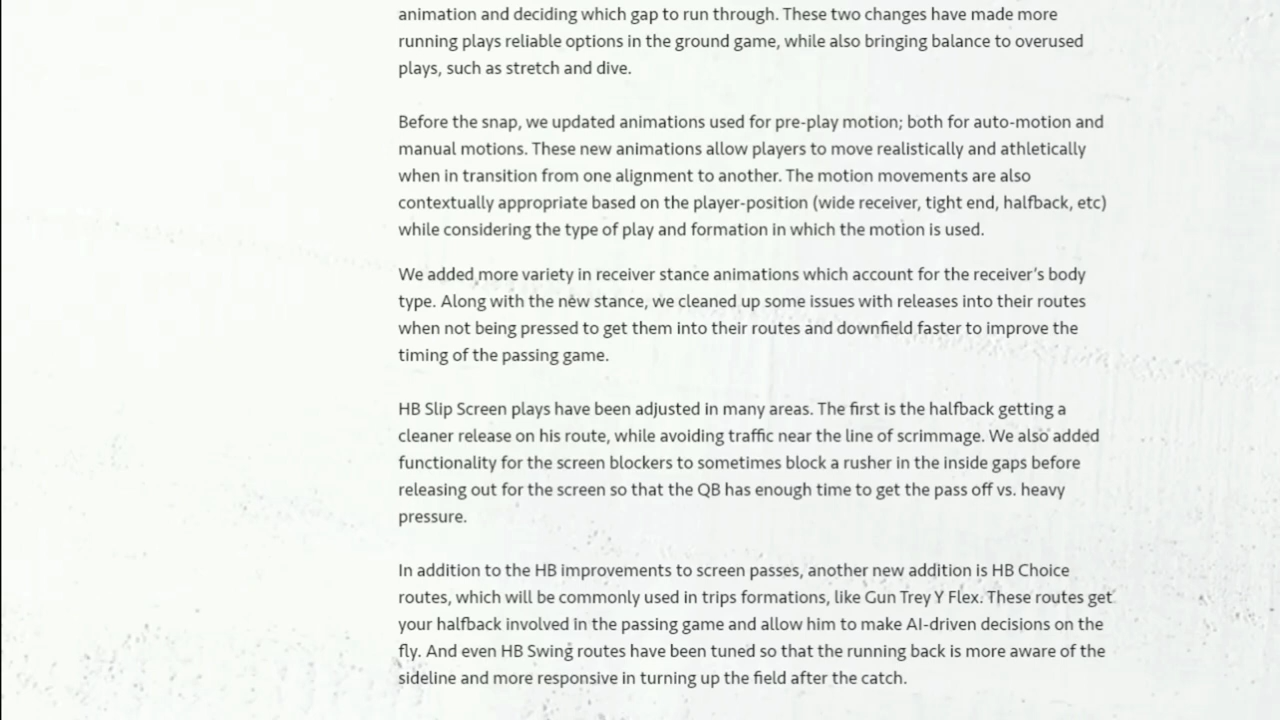 animation and deciding which gap to run through. These two changes have made more
running plays reliable options in the ground game, while also bringing balance to overused
plays, such as stretch and dive.
Before the snap, we updated animations used for pre-play motion; both for auto-motion and
manual motions. These new animations allow players to move realistically and athletically
when in transition from one alignment to another. The motion movements are also
contextually appropriate based on the player-position (wide receiver, tight end, halfback, etc)
while considering the type of play and formation in which the motion is used.
We added more variety in receiver stance animations which account for the receiver's body
type. Along with the new stance, we cleaned up some issues with releases into their routes
when not being pressed to get them into their routes and downfield faster to improve the
timing of the passing game.
HB Slip Screen plays have been adjusted in many areas. The first is the halfback getting a
cleaner release on his route, while avoiding traffic near the line of scrimmage. We also added
functionality for the screen blockers to sometimes block a rusher in the inside gaps before
releasing out for the screen so that the QB has enough time to get the pass off vs. heavy
pressure.
In addition to the HB improvements to screen passes, another new addition is HB Choice
routes, which will be commonly used in trips formations, like Gun Trey Y Flex. These routes get
your halfback involved in the passing game and allow him to make AI-driven decisions on the
fly. And even HB Swing routes have been tuned so that the running back is more aware of the
sideline and more responsive in turning up the field after the catch.